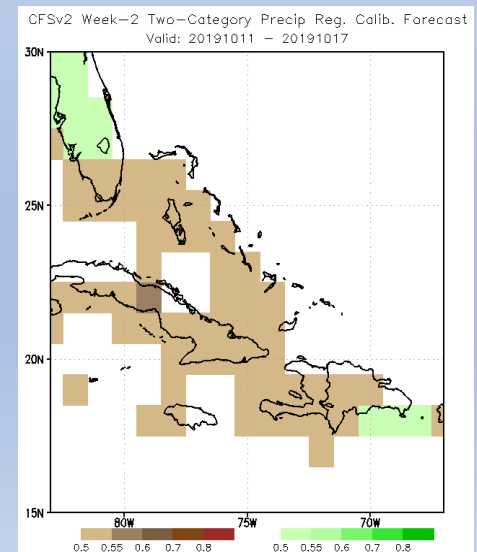 CFSv2 Week-2 Two-Category Precip Reg. Calib. Forecast
Valid: 20191011 - 20191017
30N
25N
20N
15N
80W 75W 70W
0.5 0.55 0.6 0.7 0.8 0.5 0.55 0.6 0.7 0.8